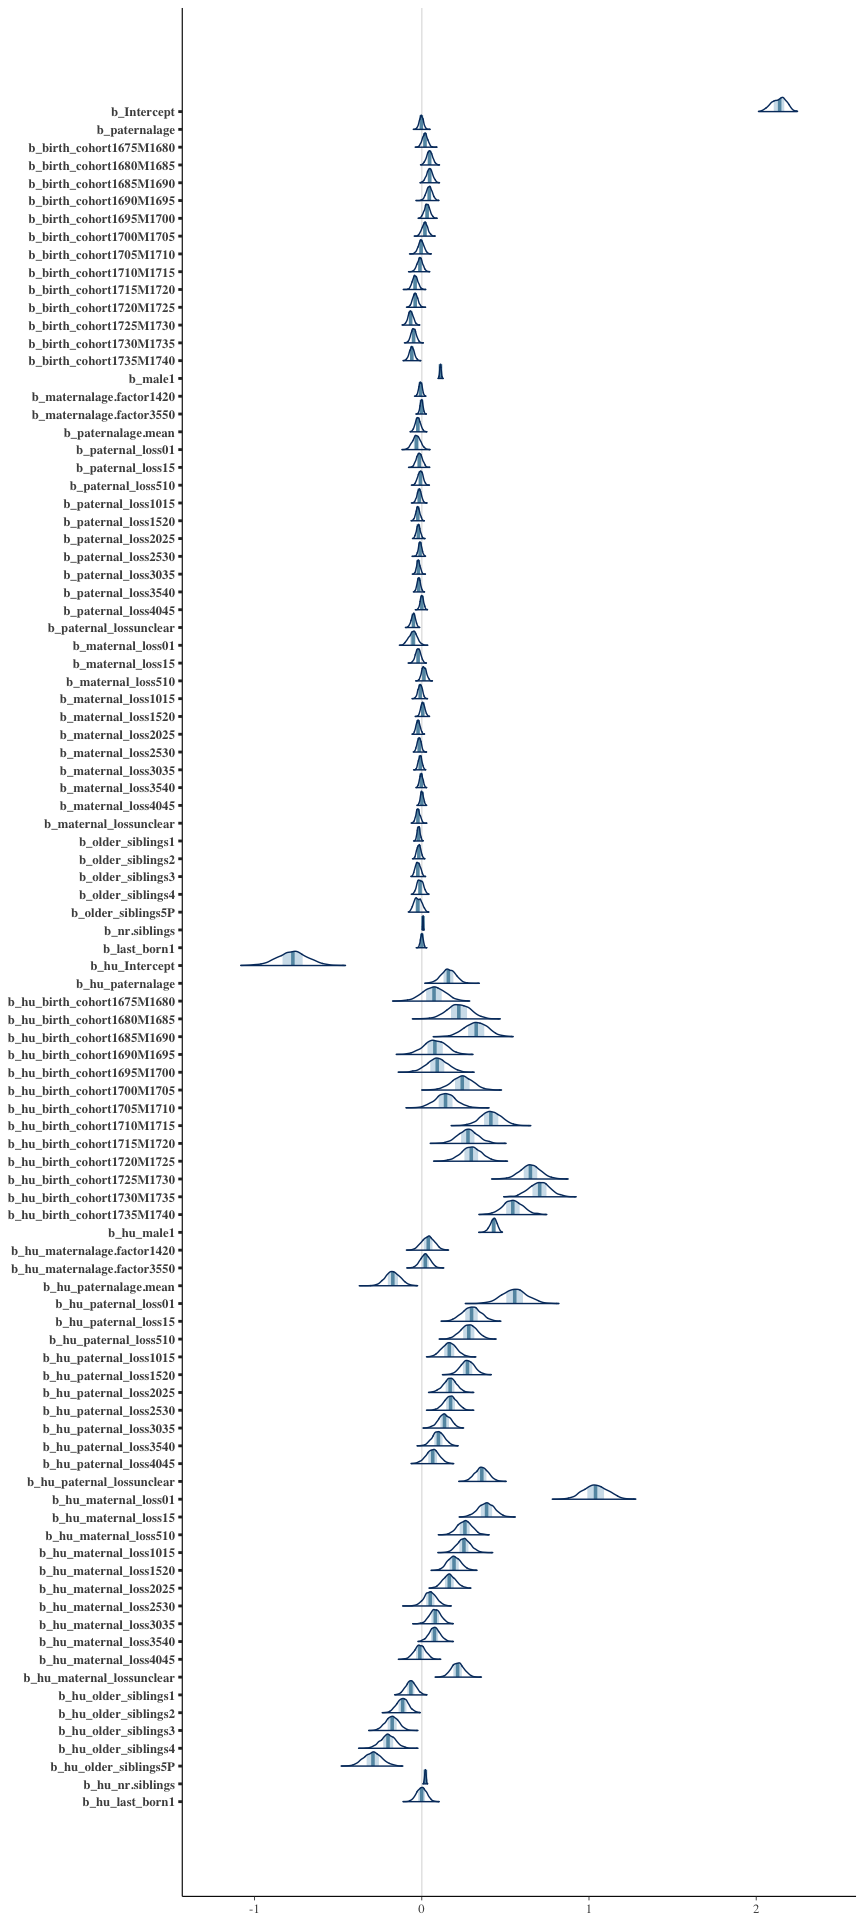 b_Intercept
b_paternalage
b_birth_cohort1675M1680
b_birth_cohort1680M1685
b_birth_cohort1685M1690
b_birth_cohort1690M1695
b_birth_cohort1695M1700
b_birth_cohort1700M1705
b_birth_cohort1705M1710
b_birth_cohort1710M1715
b_birth_cohort1715M1720
b_birth_cohort1720M1725
b_birth_cohort1725M1730
b_birth_cohort1730M1735
b_birth_cohort1735M1740
b_male1
b_maternalage.factor1420
b_maternalage.factor3550
b_paternalage.mean
b_paternal_loss01
b_paternal_loss15
b_paternal_loss510
b_paternal_loss1015
b_paternal_loss1520
b_paternal_loss2025
b_paternal_loss2530
b_paternal_loss3035
b_paternal_loss3540
b_paternal_loss4045
b_paternal_lossunclear
b_maternal_loss01
b_maternal_loss15
b_maternal_loss510
b_maternal_loss1015
b_maternal_loss1520
b_maternal_loss2025
b_maternal_loss2530
b_maternal_loss3035
b_maternal_loss3540
b_maternal_loss4045
b_maternal_lossunclear
b_older_siblings1
b_older_siblings2
b_older_siblings3
b_older_siblings4
b_older_siblings5P
b_nr.siblings
b_last_born1
b_hu_Intercept
b_hu_paternalage
b_hu_birth_cohort1675M1680
b_hu_birth_cohort1680M1685
b_hu_birth_cohort1685M1690
b_hu_birth_cohort1690M1695
b_hu_birth_cohort1695M1700
b_hu_birth_cohort1700M1705
b_hu_birth_cohort1705M1710
b_hu_birth_cohort1710M1715
b_hu_birth_cohort1715M1720
b_hu_birth_cohort1720M1725
b_hu_birth_cohort1725M1730
b_hu_birth_cohort1730M1735
b_hu_birth_cohort1735M1740
b_hu_male1
b_hu_maternalage.factor1420
b_hu_maternalage.factor3550
b_hu_paternalage.mean
b_hu_paternal_loss01
b_hu_paternal_loss15
b_hu_paternal_loss510
b_hu_paternal_loss1015
b_hu_paternal_loss1520
b_hu_paternal_loss2025
b_hu_paternal_loss2530
b_hu_paternal_loss3035
b_hu_paternal_loss3540
b_hu_paternal_loss4045
b_hu_paternal_lossunclear
b_hu_maternal_loss01
b_hu_maternal_loss15
b_hu_maternal_loss510
b_hu_maternal_loss1015
b_hu_maternal_loss1520
b_hu_maternal_loss2025
b_hu_maternal_loss2530
b_hu_maternal_loss3035
b_hu_maternal_loss3540
b_hu_maternal_loss4045
b_hu_maternal_lossunclear
b_hu_older_siblings1
b_hu_older_siblings2
b_hu_older_siblings3
b_hu_older_siblings4
b_hu_older_siblings5P
b_hu_nr.siblings
b_hu_last_born1
-1 0 1 2